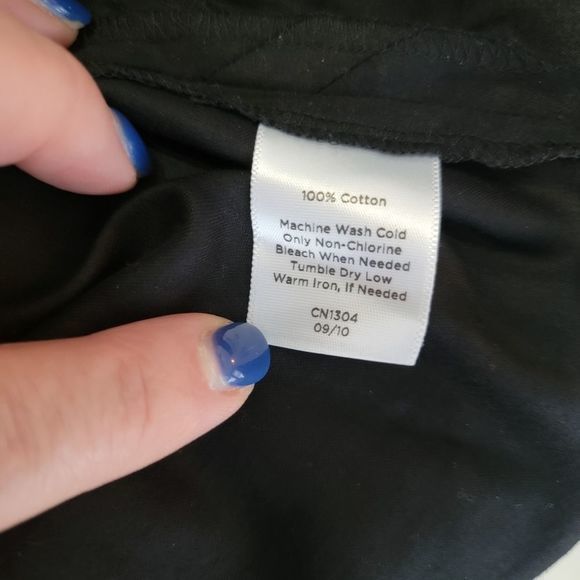 100% Cotton
Machine Wash Cold
Only Non-Chlorine
Bleach When Needed
Tumble Dry Low
Warm Iron, If Needed
CN1304
09/10